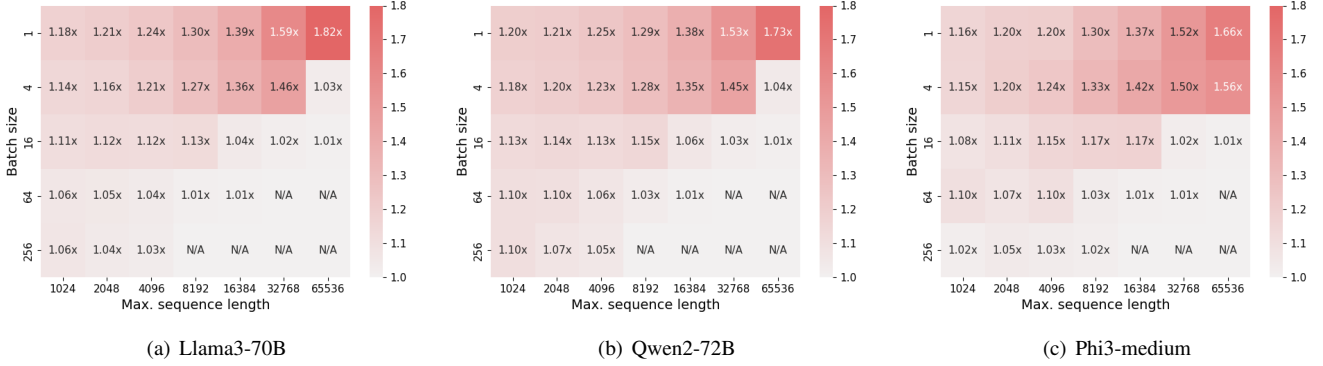 1 1.18x 1.21x 1.24x 1.30x 1.39x 1.59x 1.82x
4 1.14x 1.16x 1.21x 1.27x 1.36x 1.46x 1.03x
16 1.11x 1.12x 1.12x 1.13x 1.04x 1.02x 1.01x
64 1.06x 1.05x 1.04x 1.01x 1.01x N/A N/A
256 1.06x 1.04x 1.03x N/A N/A N/A N/A
1024 2048 4096 8192 16384 32768 65536
Batch size
Max. sequence length
1.8
1.7
1.6
1.5
1.4
1.3
1.2
1.1
1.0
(a) Llama3-70B
1 1.20x 1.21x 1.25x 1.29x 1.38x 1.53x 1.73x
4 1.18x 1.20x 1.23x 1.28x 1.35x 1.45x 1.04x
16 1.13x 1.14x 1.13x 1.15x 1.06x 1.03x 1.01x
64 1.10x 1.10x 1.06x 1.03x 1.01x N/A N/A
256 1.10x 1.07x 1.05x N/A N/A N/A N/A
1024 2048 4096 8192 16384 32768 65536
Batch size
Max. sequence length
1.8
1.7
1.6
1.5
1.4
1.3
1.2
1.1
1.0
(b) Qwen2-72B
1 1.16x 1.20x 1.20x 1.30x 1.37x 1.52x 1.66x
4 1.15x 1.20x 1.24x 1.33x 1.42x 1.50x 1.56x
16 1.08x 1.11x 1.15x 1.17x 1.17x 1.02x 1.01x
64 1.10x 1.07x 1.10x 1.03x 1.01x 1.01x N/A
256 1.02x 1.05x 1.03x 1.02x N/A N/A N/A
1024 2048 4096 8192 16384 32768 65536
Batch size
Max. sequence length
1.8
1.7
1.6
1.5
1.4
1.3
1.2
1.1
1.0
(c) Phi3-medium